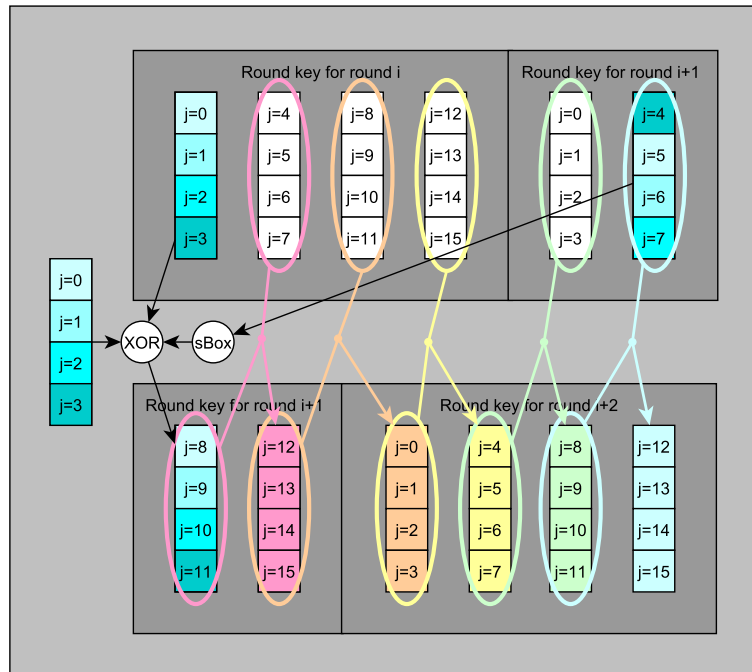 Round key for round i
Round key for round i+1
j=0 j=4 j=8 j=12 j=0 j=4
j=1 j=5 j=9 j=13 j=1 j=5
j=2 j=6 j=10 j=14 j=2 j=6
j=3 j=7 j=11 j=15 j=3 j=7
j=0
j=1
j=2
j=3
XOR
sBox
Round key for round i+1
Round key for round i+2
j=8 j=12 j=0 j=4 j=8 j=12
j=9 j=13 j=1 j=5 j=9 j=13
j=10 j=14 j=2 j=6 j=10 j=14
j=11 j=15 j=3 j=7 j=11 j=15